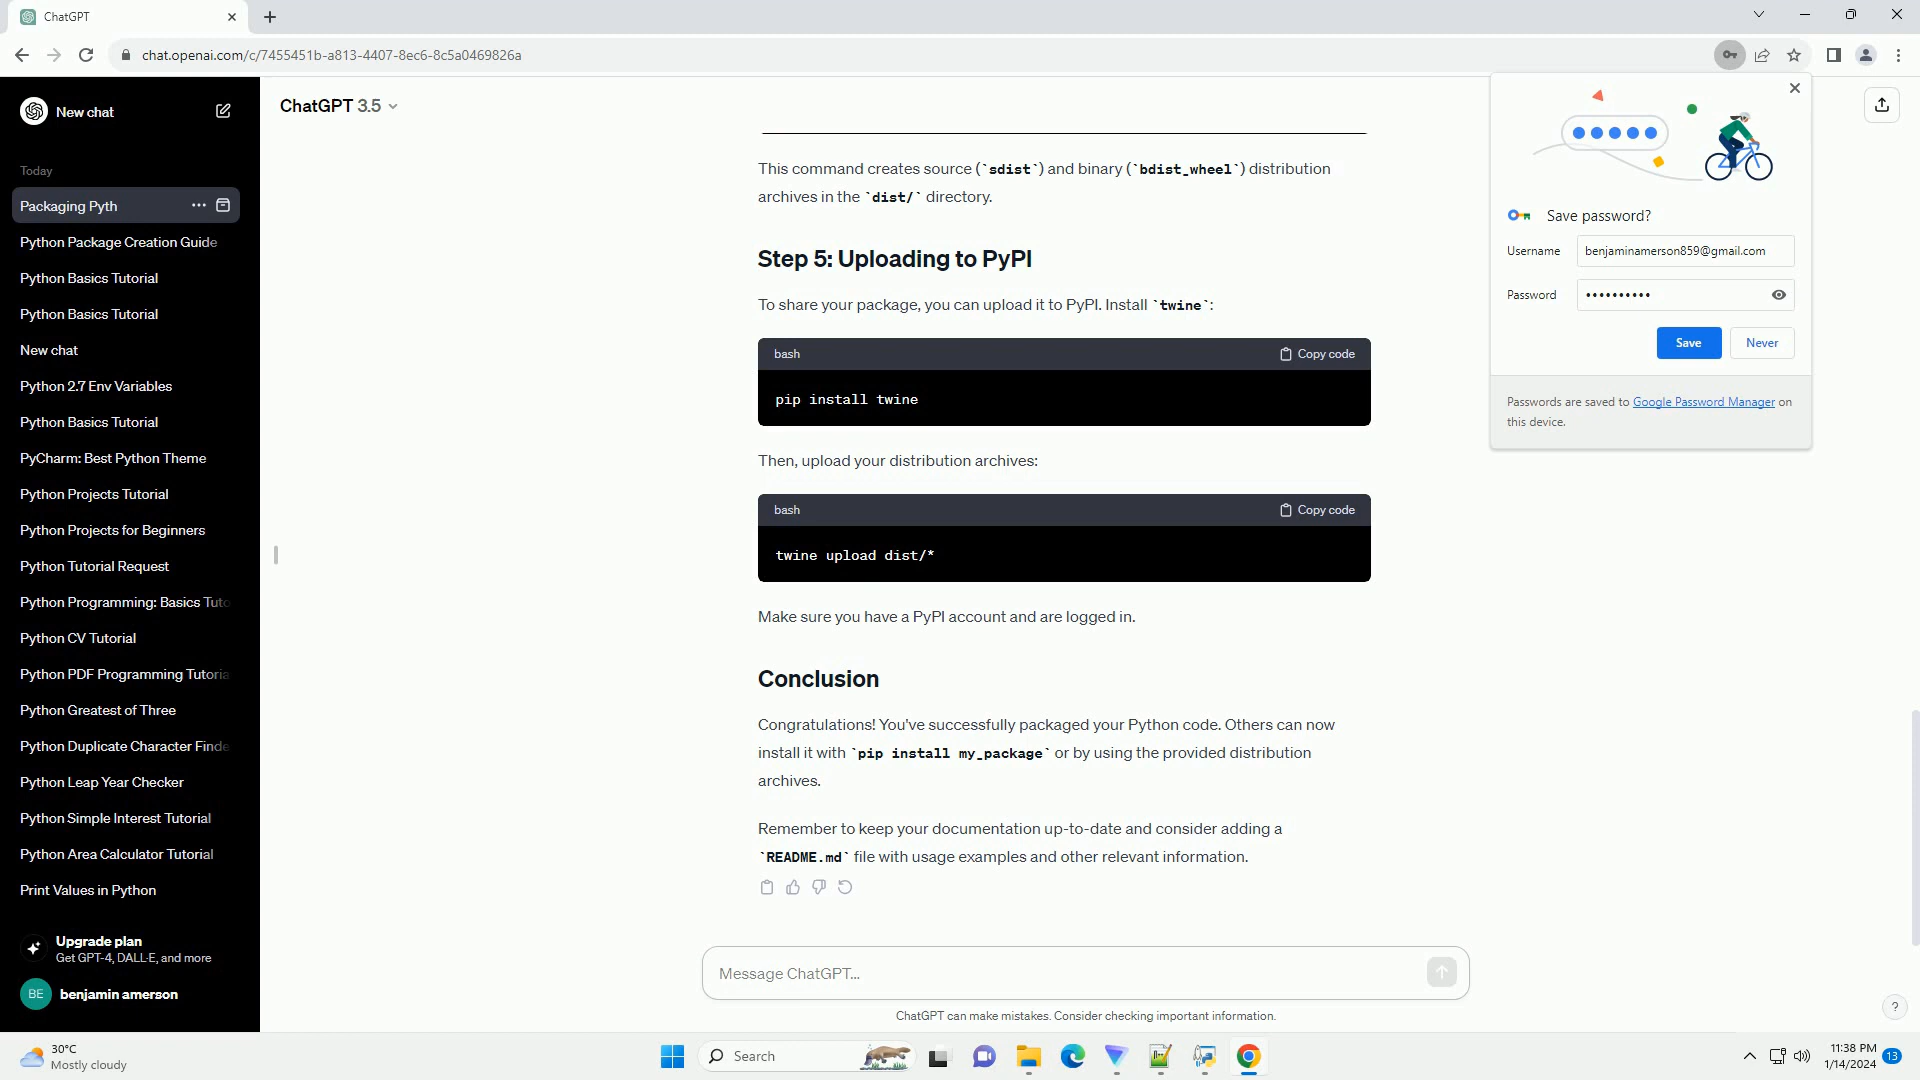 ChatGPT
chat.openai.com/c/7455451b-a813-4407-8ec6-8c5a0469826a
New chat
Today
Packaging Pyth
Python Package Creation Guide
Python Basics Tutorial
Python Basics Tutorial
New chat
Python 2.7 Env Variables
Python Basics Tutorial
PyCharm: Best Python Theme
Python Projects Tutorial
Python Projects for Beginners
Python Tutorial Request
Python Programming: Basics Tuto
Python CV Tutorial
Python PDF Programming Tutoria
Python Greatest of Three
Python Duplicate Character Finde
Python Leap Year Checker
Python Simple Interest Tutorial
Python Area Calculator Tutorial
Print Values in Python
Upgrade plan
Get GPT-4, DALL·E, and more
BE benjamin amerson
ChatGPT 3.5
This command creates source (`sdist`) and binary (`bdist_wheel`) distribution
archives in the `dist/` directory.
Step 5: Uploading to PyPI
To share your package, you can upload it to PyPI. Install `twine`:
bash Copy code
pip install twine
Then, upload your distribution archives:
bash Copy code
twine upload dist/*
Make sure you have a PyPI account and are logged in.
Conclusion
Congratulations! You've successfully packaged your Python code. Others can now
install it with `pip install my_package` or by using the provided distribution
archives.
Remember to keep your documentation up-to-date and consider adding a
`README.md` file with usage examples and other relevant information.
Message ChatGPT...
ChatGPT can make mistakes. Consider checking important information.
?
Save password?
Username benjaminamerson859@gmail.com
Password ••••••••••
Save Never
Passwords are saved to Google Password Manager on
this device.
30°C
Mostly cloudy
Search
11:38 PM
1/14/2024
13